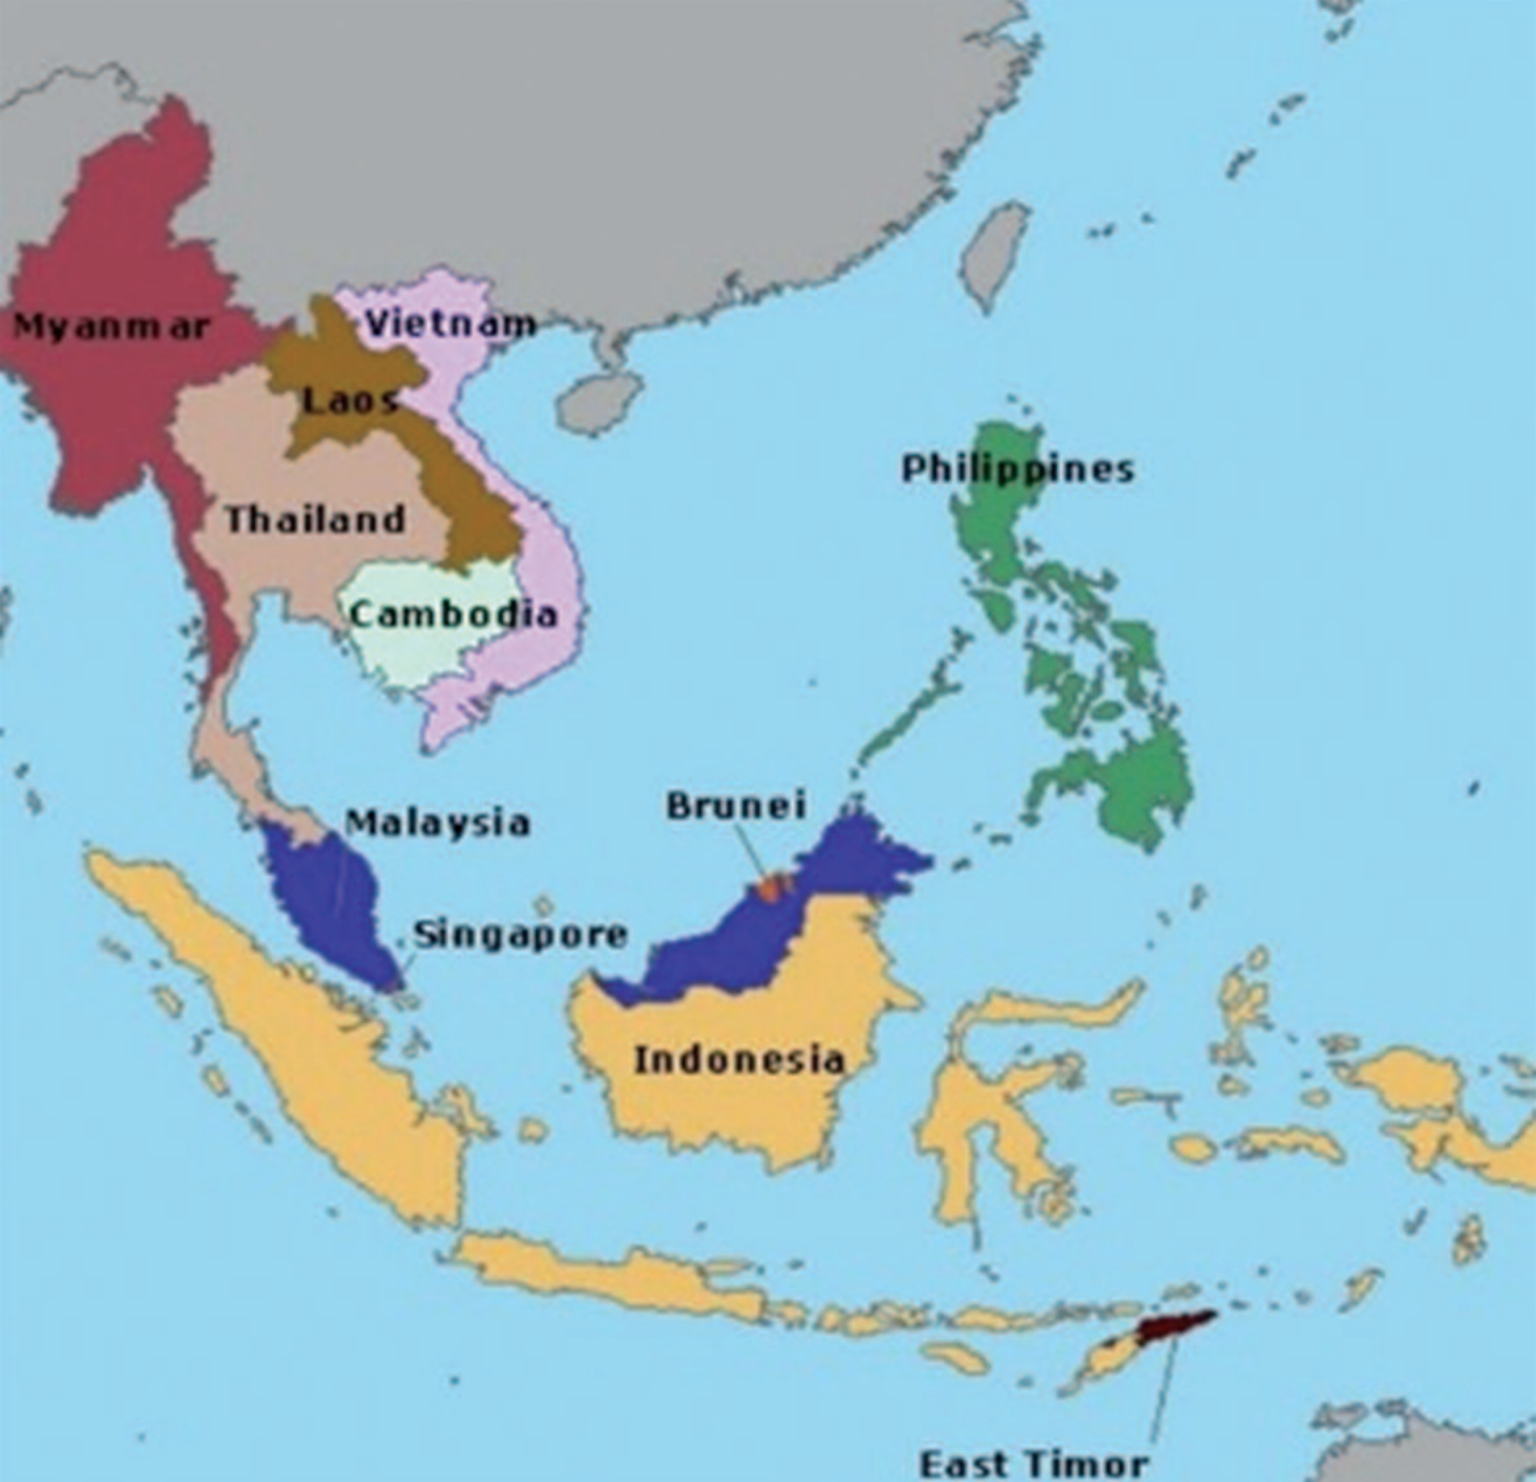 Myanmar
Vietnam
Laos
Philippines
Thailand
Cambodia
Brunei
Malaysia
Singapore
Indonesia
East Timor